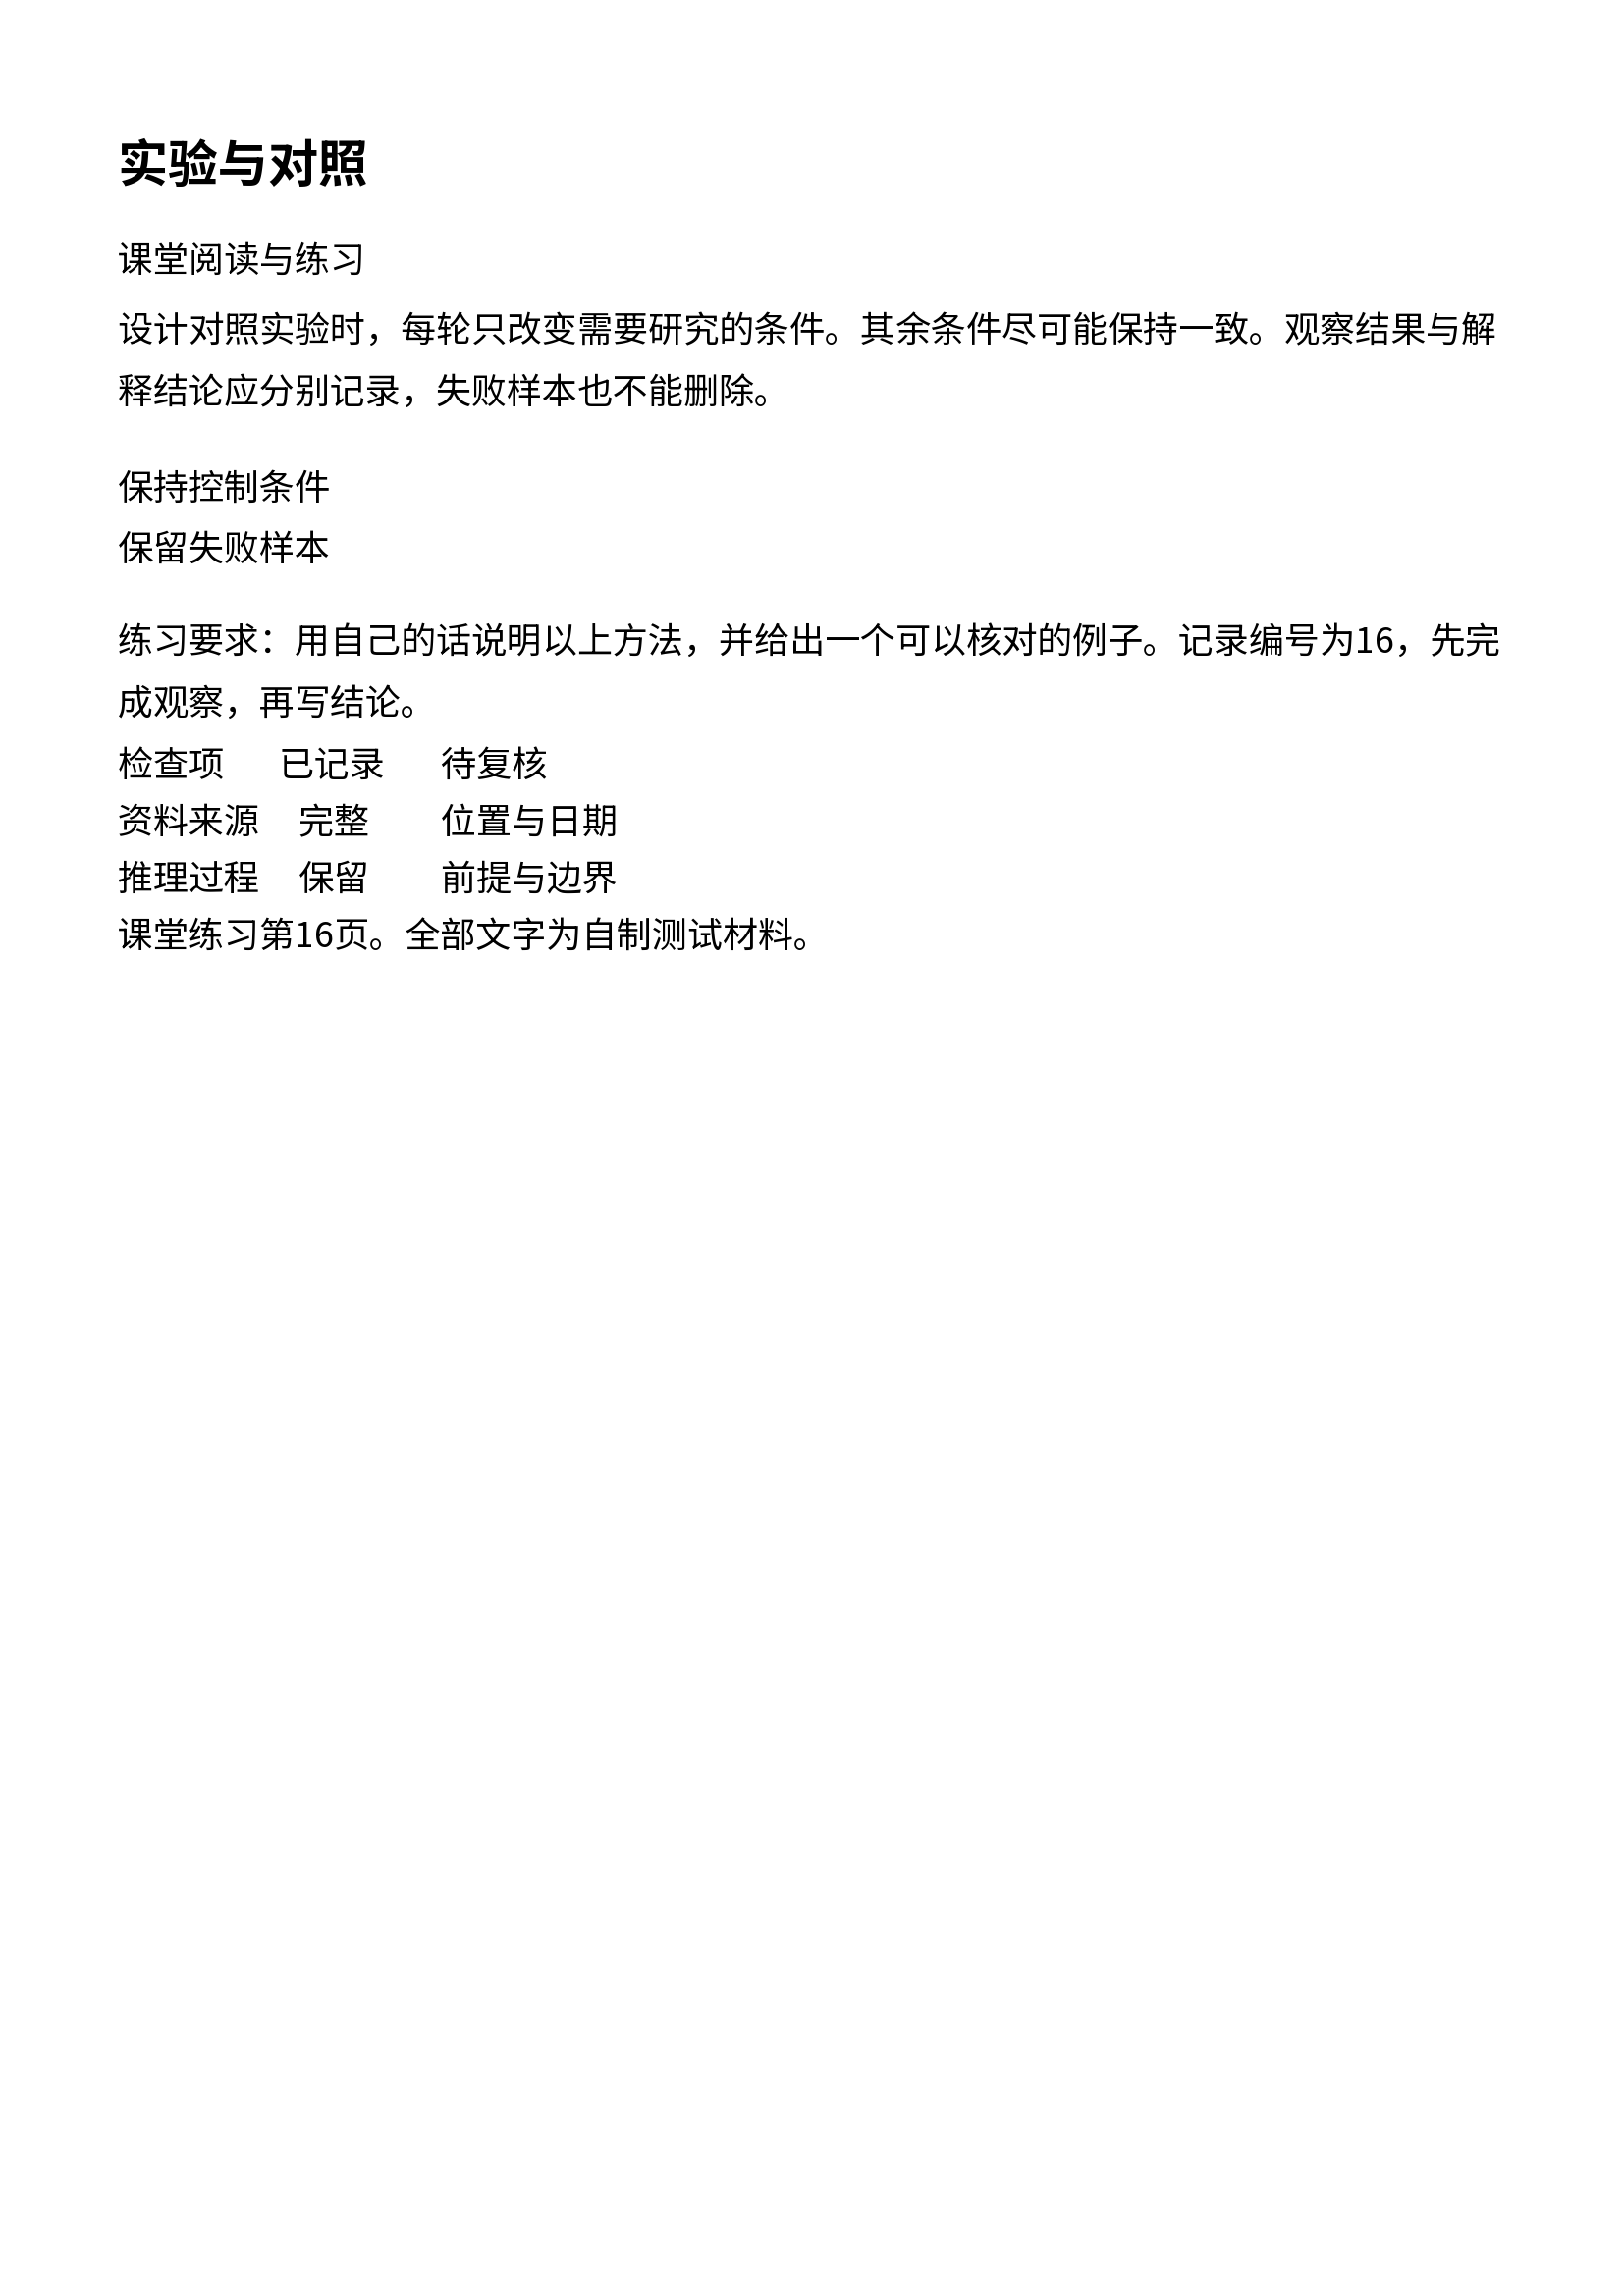 实验与对照
课堂阅读与练习
设计对照实验时，每轮只改变需要研究的条件。其余条件尽可能保持一致。观察结果与解
释结论应分别记录，失败样本也不能删除。
保持控制条件
保留失败样本
练习要求：用自己的话说明以上方法，并给出一个可以核对的例子。记录编号为16，先完
成观察，再写结论。
检查项 已记录 待复核
资料来源 完整 位置与日期
推理过程 保留 前提与边界
课堂练习第16页。全部文字为自制测试材料。